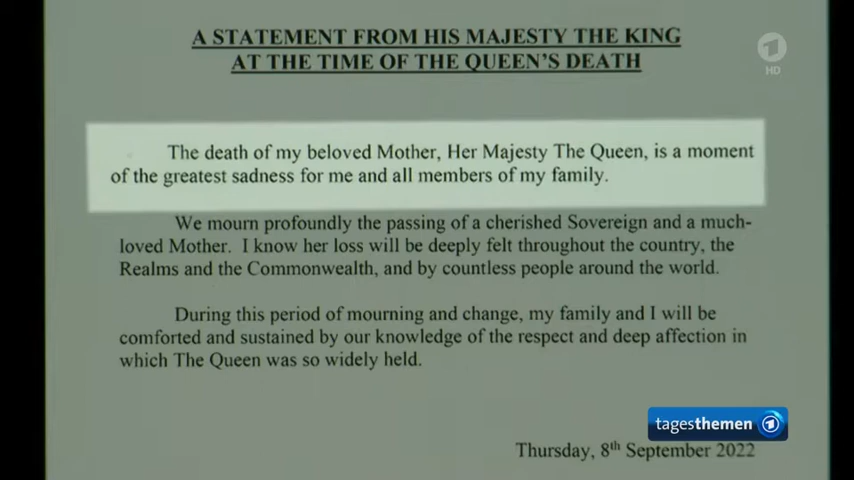 A STATEMENT FROM HIS MAJESTY THE KING
AT THE TIME OF THE QUEEN'S DEATH
1
HD
The death of my beloved Mother, Her Majesty The Queen, is a moment
of the greatest sadness for me and all members of my family.
We mourn profoundly the passing of a cherished Sovereign and a much-
loved Mother. I know her loss will be deeply felt throughout the country, the
Realms and the Commonwealth, and by countless people around the world.
During this period of mourning and change, my family and I will be
comforted and sustained by our knowledge of the respect and deep affection in
which The Queen was so widely held.
tagesthemen 1
Thursday, 8th September 2022